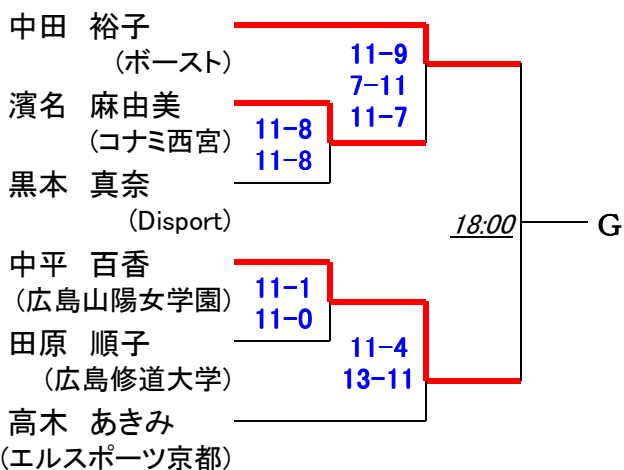 中田 裕子
(ボースト)
濱名 麻由美
(コナミ西宮)
黒本 真奈
(Disport)
中平 百香
(広島山陽女学園)
田原 順子
(広島修道大学)
高木 あきみ
(エルスポーツ京都)
11-8
11-8
11-1
11-0
11-9
7-11
11-7
11-4
13-11
18:00
G